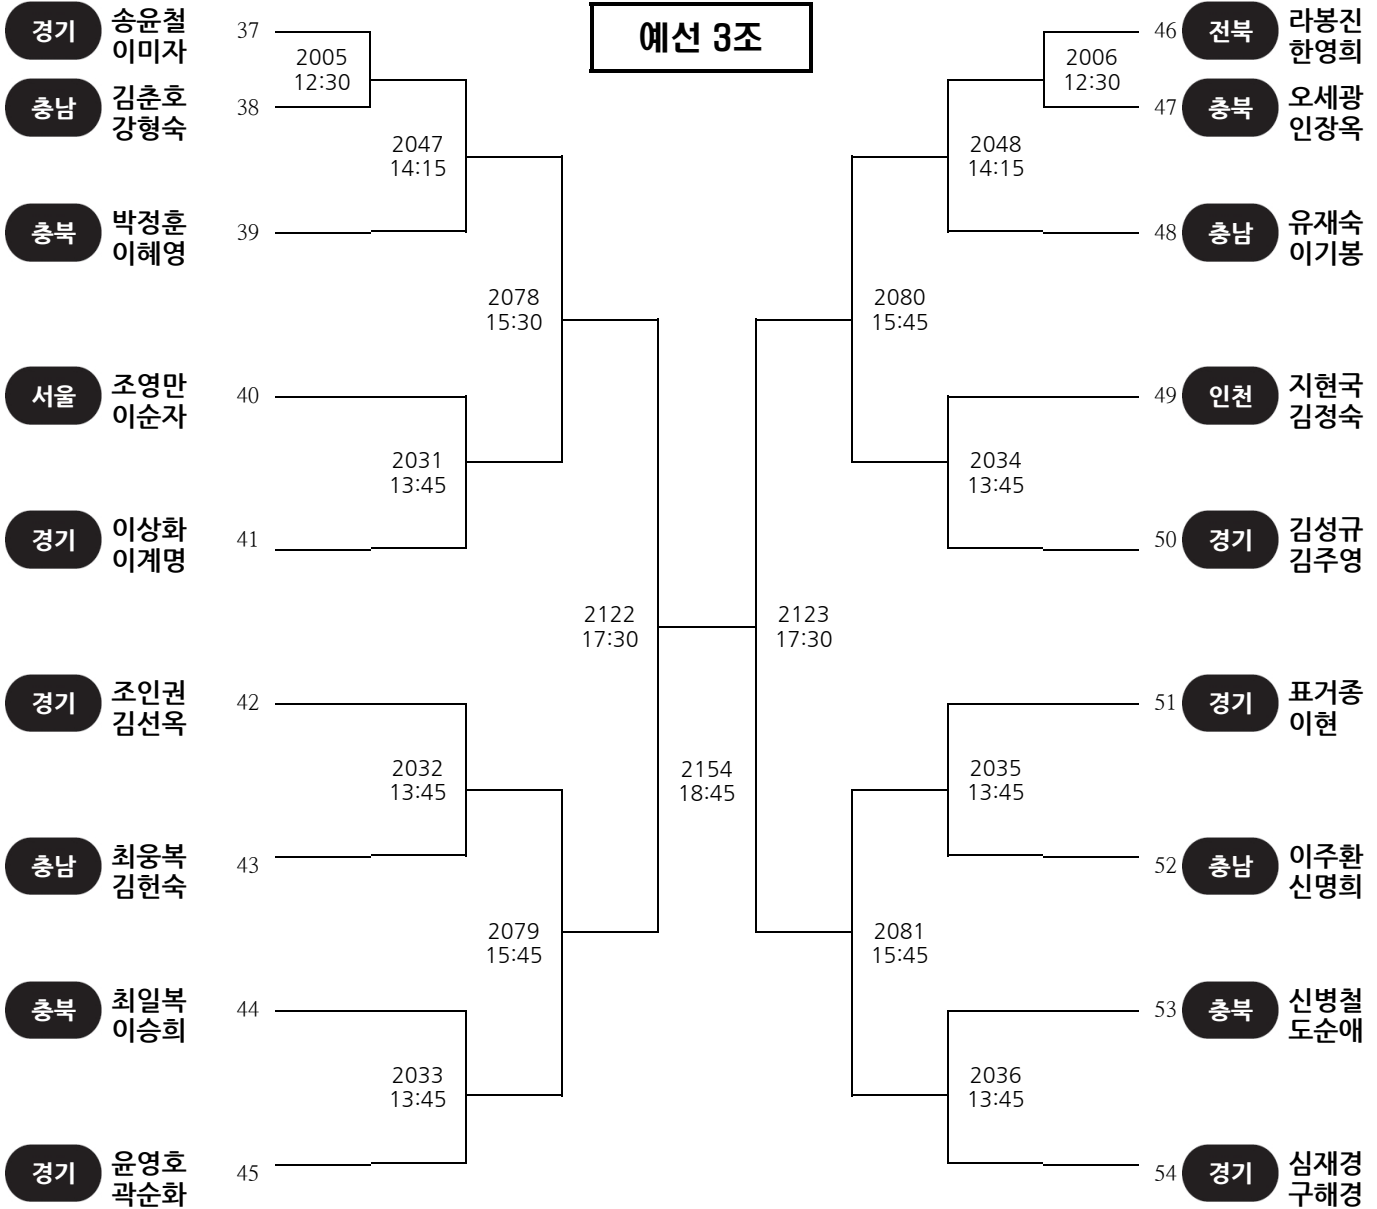 예선 3조
경기
송윤철
이미자
37
2005
12:30
충남
김춘호
강형숙
38
2047
14:15
충북
박정훈
이혜영
39
2078
15:30
서울
조영만
이순자
40
2031
13:45
경기
이상화
이계명
41
2122
17:30
경기
조인권
김선옥
42
2032
13:45
충남
최웅복
김헌숙
43
2079
15:45
충북
최일복
이승희
44
2033
13:45
경기
윤영호
곽순화
45
2154
18:45
46
전북
라봉진
한영희
2006
12:30
47
충북
오세광
인장옥
2048
14:15
48
충남
유재숙
이기봉
2080
15:45
49
인천
지현국
김정숙
2034
13:45
50
경기
김성규
김주영
2123
17:30
51
경기
표거종
이현
2035
13:45
52
충남
이주환
신명희
2081
15:45
53
충북
신병철
도순애
2036
13:45
54
경기
심재경
구해경